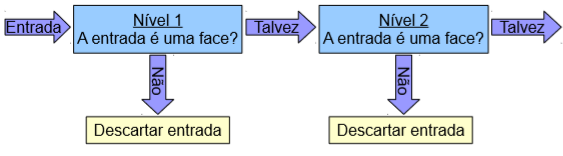 Entrada
Nível 1
A entrada é uma face?
Talvez
Nível 2
A entrada é uma face?
Talvez
Não
Não
Descartar entrada
Descartar entrada